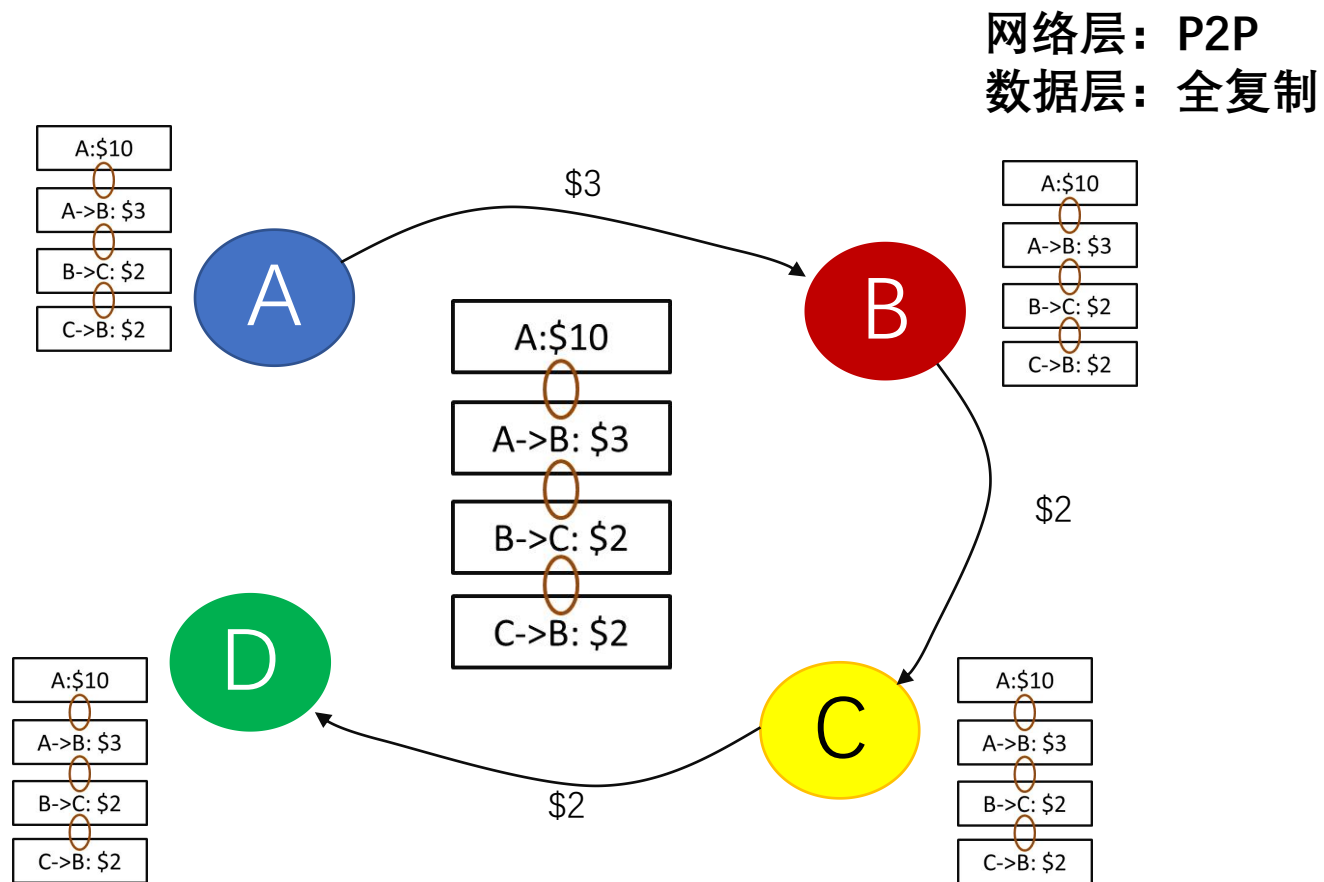 网络层：P2P
数据层：全复制
A:$10
A->B: $3
B->C: $2
C->B: $2
A
$3
B
A:$10
A->B: $3
B->C: $2
C->B: $2
A:$10
A->B: $3
B->C: $2
C->B: $2
$2
D
A:$10
A->B: $3
B->C: $2
C->B: $2
$2
C
A:$10
A->B: $3
B->C: $2
C->B: $2